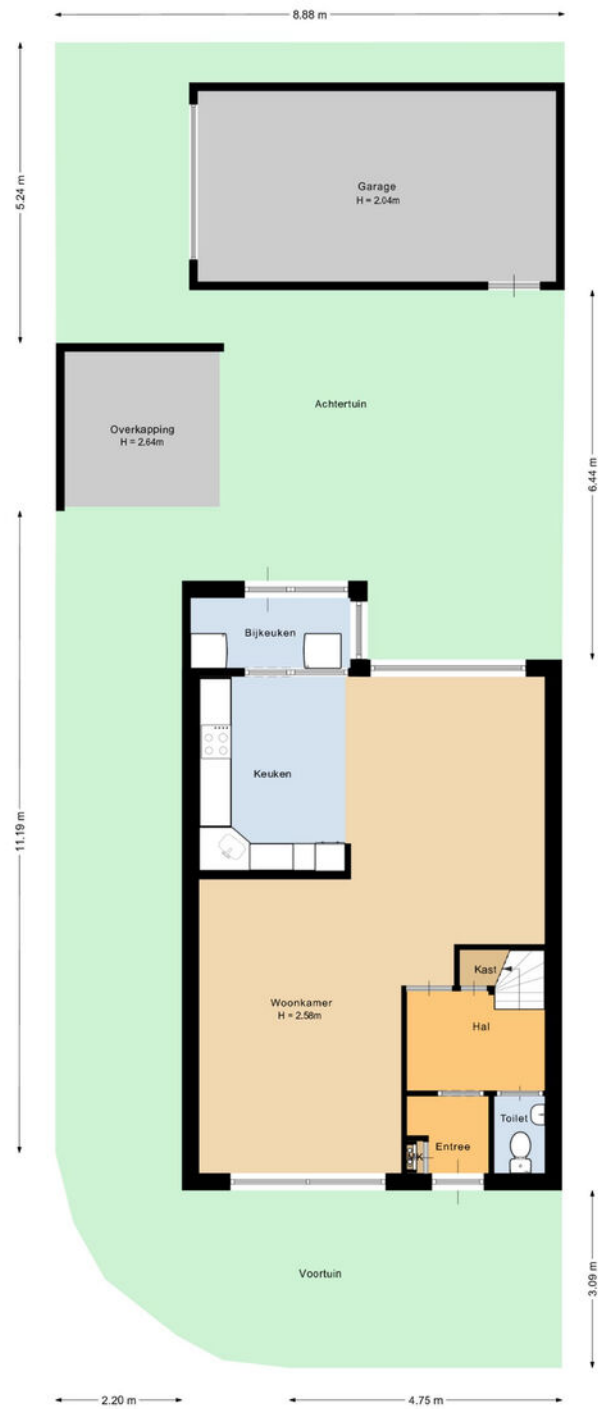 8.88 m
5.24 m
Garage
H = 2.04m
Achtertuin
Overkapping
H = 2.64m
6.44 m
Bijkeuken
Keuken
11.19 m
Kast
Woonkamer
H = 2.58m
Hal
Toilet
Entree
K
Voortuin
3.09 m
2.20 m
4.75 m